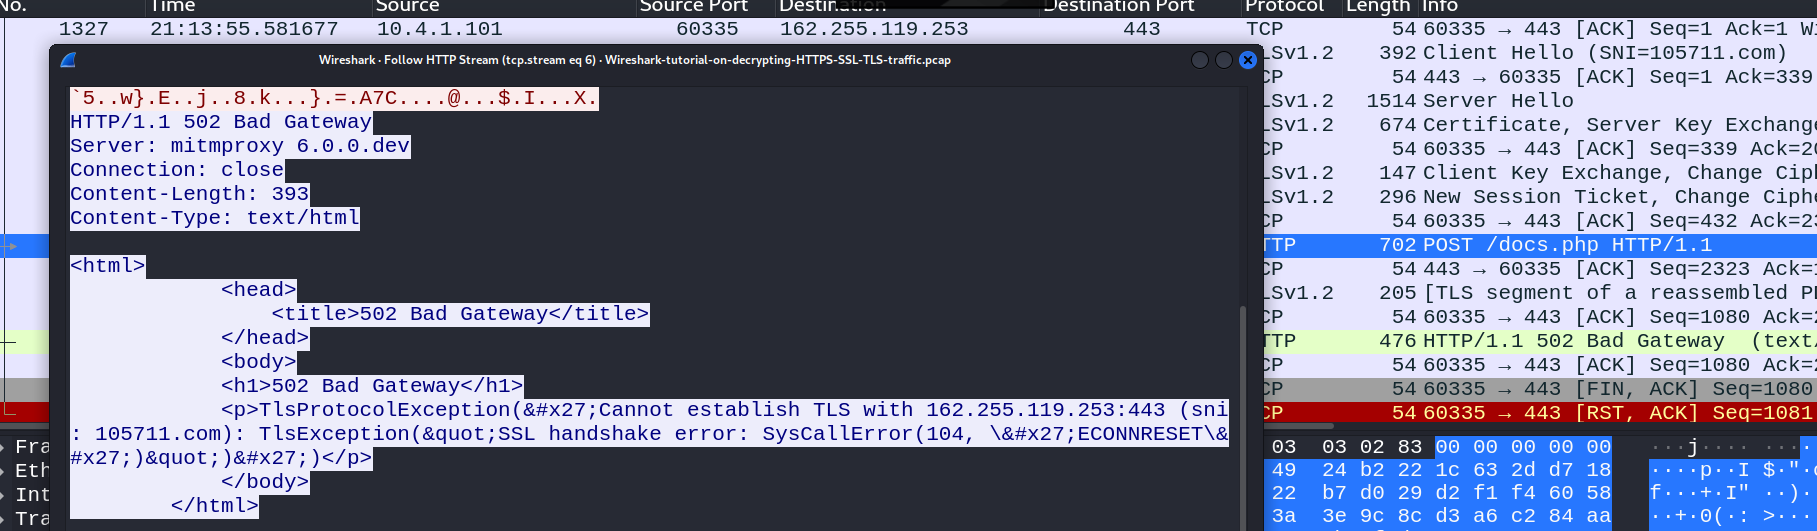 No. Time Source Source Port Destination Destination Port Protocol Length Info
1327 21:13:55.581677 10.4.1.101 60335 162.255.119.253 443 TCP 54 60335 → 443 [ACK] Seq=1 Ack=1
Wireshark · Follow HTTP Stream (tcp.stream eq 6) · Wireshark-tutorial-on-decrypting-HTTPS-SSL-TLS-traffic.pcap
`5..w}.E..j..8.k...}.=.A7C....@...$.I...X.
HTTP/1.1 502 Bad Gateway
Server: mitmproxy 6.0.0.dev
Connection: close
Content-Length: 393
Content-Type: text/html
<html>
<head>
<title>502 Bad Gateway</title>
</head>
<body>
<h1>502 Bad Gateway</h1>
<p>TlsProtocolException(&#x27;Cannot establish TLS with 162.255.119.253:443 (sni
: 105711.com): TlsException(&quot;SSL handshake error: SysCallError(104, \&#x27;ECONNRESET\&
#x27;)&quot;)&#x27;)</p>
</body>
</html>
LSv1.2 392 Client Hello (SNI=105711.com)
CP 54 443 → 60335 [ACK] Seq=1 Ack=339
LSv1.2 1514 Server Hello
LSv1.2 674 Certificate, Server Key Exchange
CP 54 60335 → 443 [ACK] Seq=339 Ack=20
LSv1.2 147 Client Key Exchange, Change Ciph
LSv1.2 296 New Session Ticket, Change Ciphe
CP 54 60335 → 443 [ACK] Seq=432 Ack=23
TTP 702 POST /docs.php HTTP/1.1
CP 54 443 → 60335 [ACK] Seq=2323 Ack=1
LSv1.2 205 [TLS segment of a reassembled P
CP 54 60335 → 443 [ACK] Seq=1080 Ack=2
TTP 476 HTTP/1.1 502 Bad Gateway (text/
CP 54 60335 → 443 [ACK] Seq=1080 Ack=2
CP 54 60335 → 443 [FIN, ACK] Seq=1080
CP 54 60335 → 443 [RST, ACK] Seq=1081
Fra
Eth
Int
Tra
03 03 02 83 00 00 00 00 00 ···j···· ·····
49 24 b2 22 1c 63 2d d7 18 ····p··I $·"·
22 b7 d0 29 d2 f1 f4 60 58 f···+·I" ··)·
3a 3e 9c 8c d3 a6 c2 84 aa ··+0(·: >····